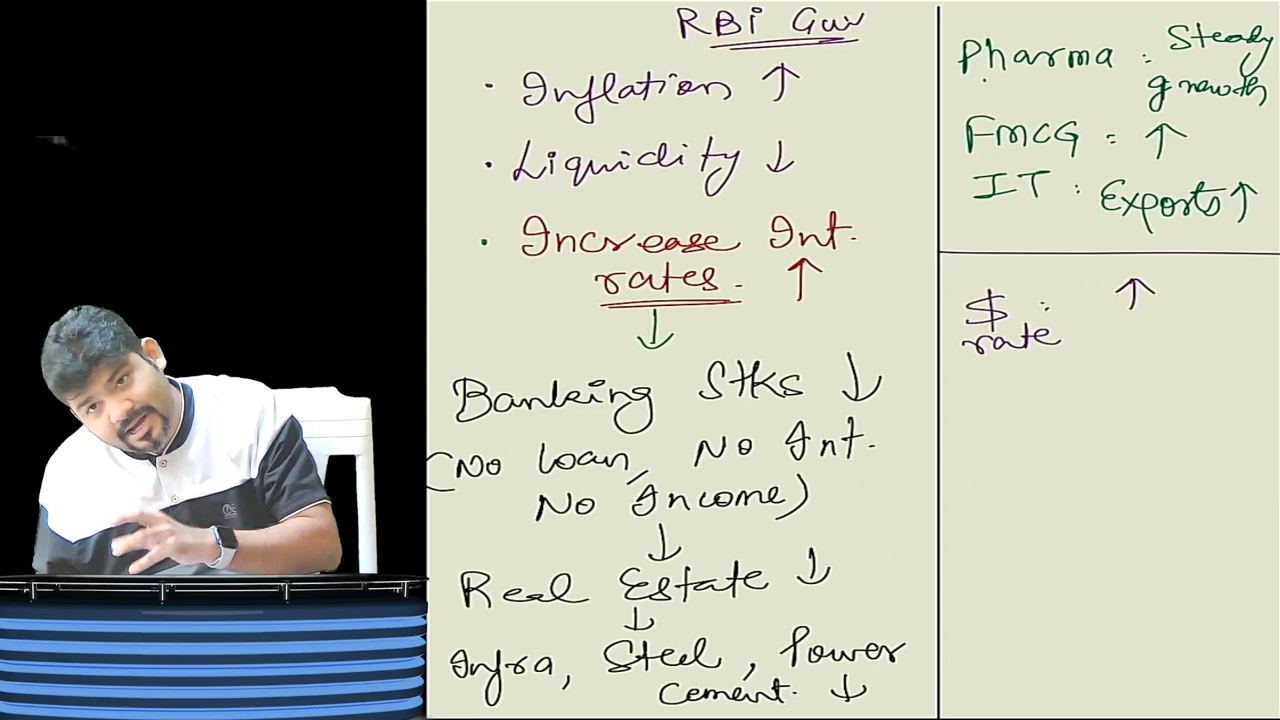 RBI Guv
· Inflation ↑
· Liquidity ↓
· Increase Int.
rates. ↑
↓
Banking Stks ↓
(No loan, No Int.
No Income)
↓
Real Estate ↓
↓
Infra, Steel, Power
cement. ↓
Pharma : Steady
growth
FMCG : ↑
IT : Exports ↑
$ : ↑
rate